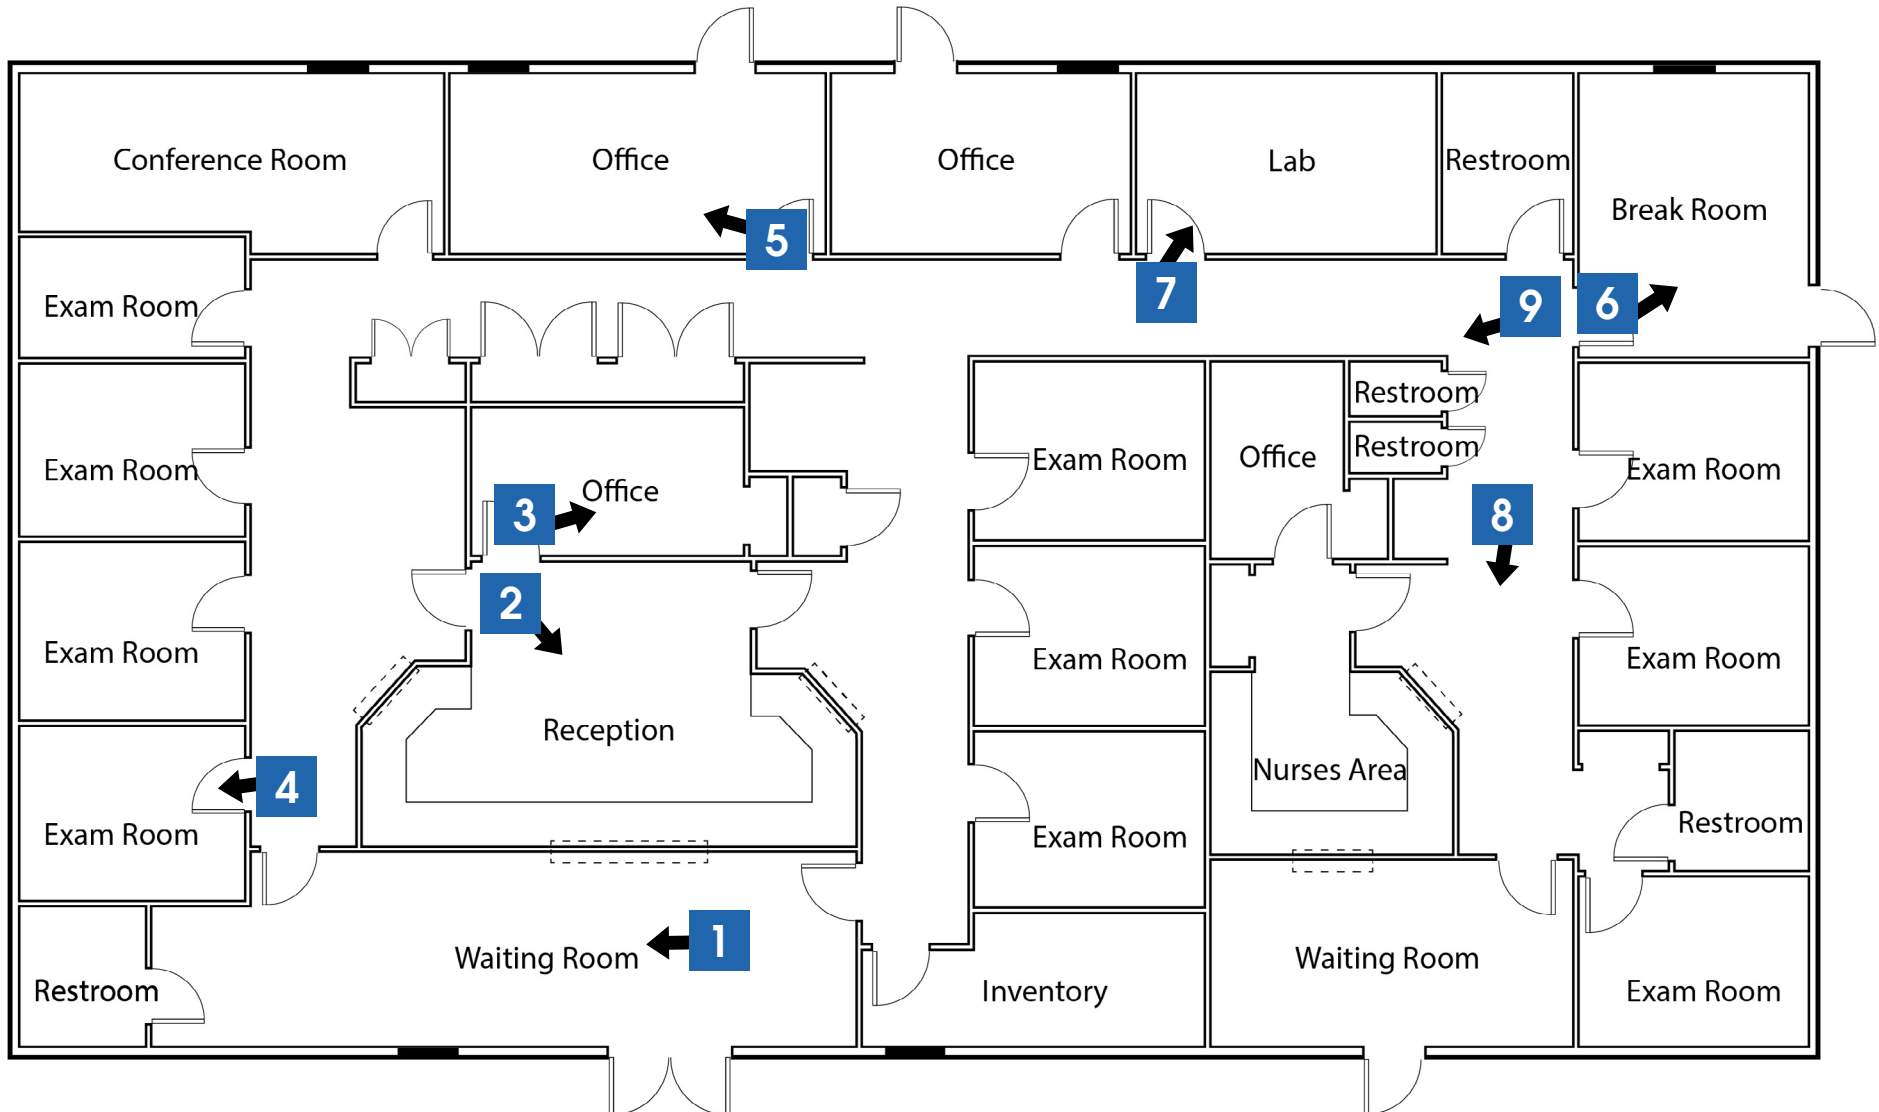 Conference Room
Office
Office
Lab
Restroom
Break Room
5
7
9
6
Exam Room
Restroom
Restroom
Exam Room
Office
Exam Room
Office
Exam Room
3
8
2
Exam Room
Exam Room
Exam Room
Reception
Nurses Area
4
Exam Room
Exam Room
Restroom
1
Waiting Room
Waiting Room
Restroom
Inventory
Exam Room